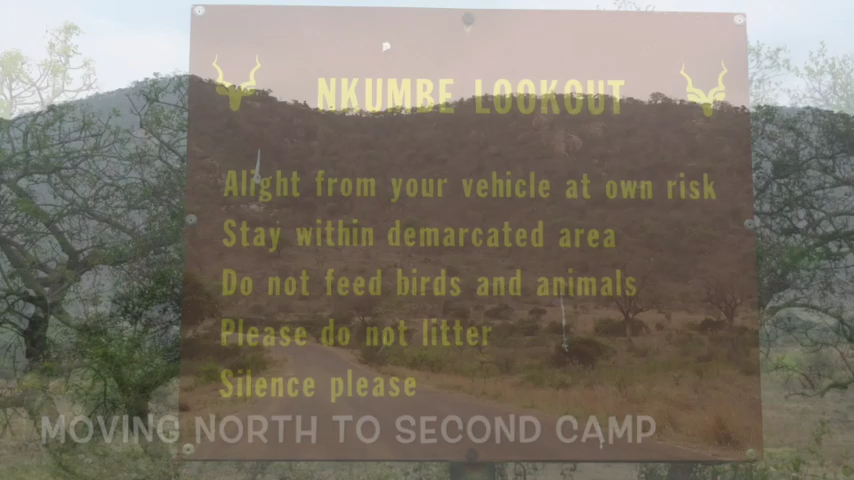 NKUMBE LOOKOUT
Alight from your vehicle at own risk
Stay within demarcated area
Do not feed birds and animals
Please do not litter
Silence please
MOVING NORTH TO SECOND CAMP